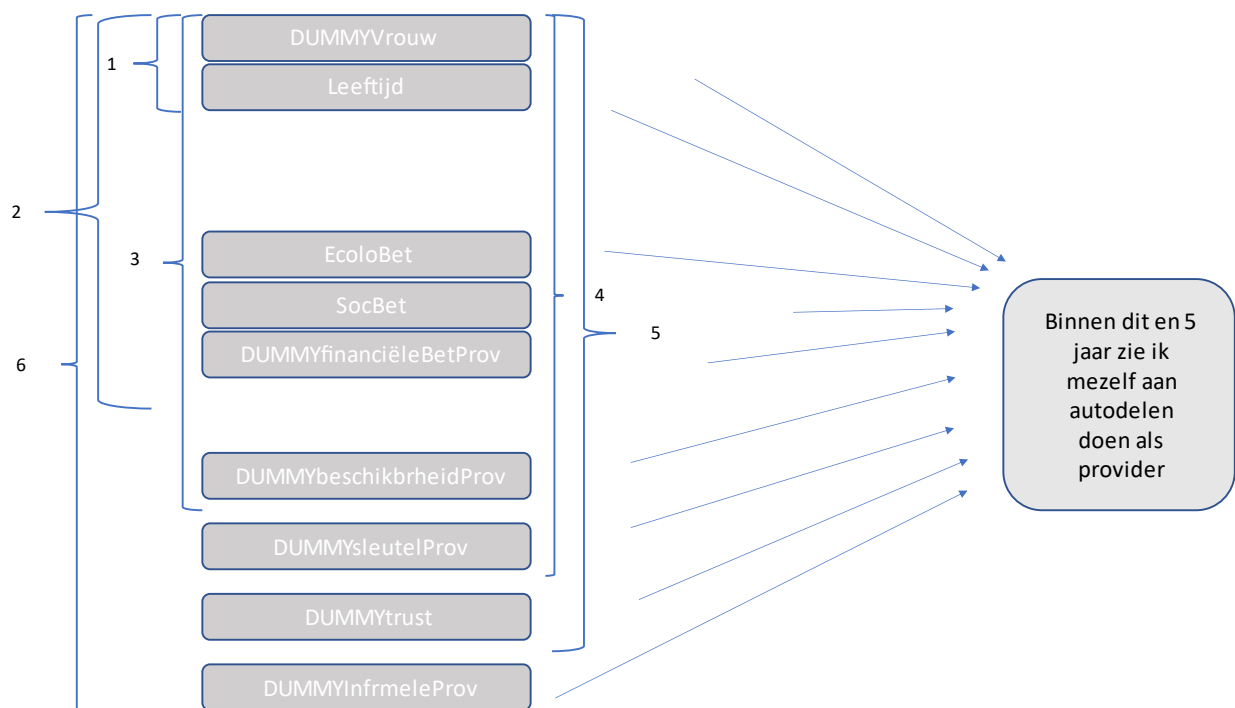 DUMMYVrouw
1
Leeftijd
2
EcoloBet
3
SocBet
4
DUMMYfinanciëleBetProv
5
6
DUMMYbeschikbrheidProv
DUMMYsleutelProv
DUMMYtrust
DUMMYInfrmeleProv
Binnen dit en 5
jaar zie ik
mezelf aan
autodelen
doen als
provider